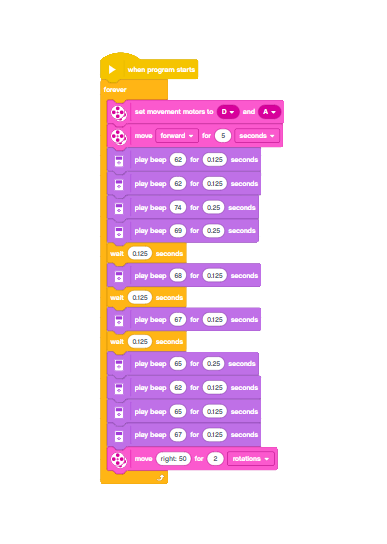 when program starts
forever
set movement motors to D and A
move forward for 5 seconds
play beep 62 for 0.125 seconds
play beep 62 for 0.125 seconds
play beep 74 for 0.25 seconds
play beep 69 for 0.25 seconds
wait 0.125 seconds
play beep 68 for 0.125 seconds
wait 0.125 seconds
play beep 67 for 0.125 seconds
wait 0.125 seconds
play beep 65 for 0.25 seconds
play beep 62 for 0.125 seconds
play beep 65 for 0.125 seconds
play beep 67 for 0.125 seconds
move right: 50 for 2 rotations